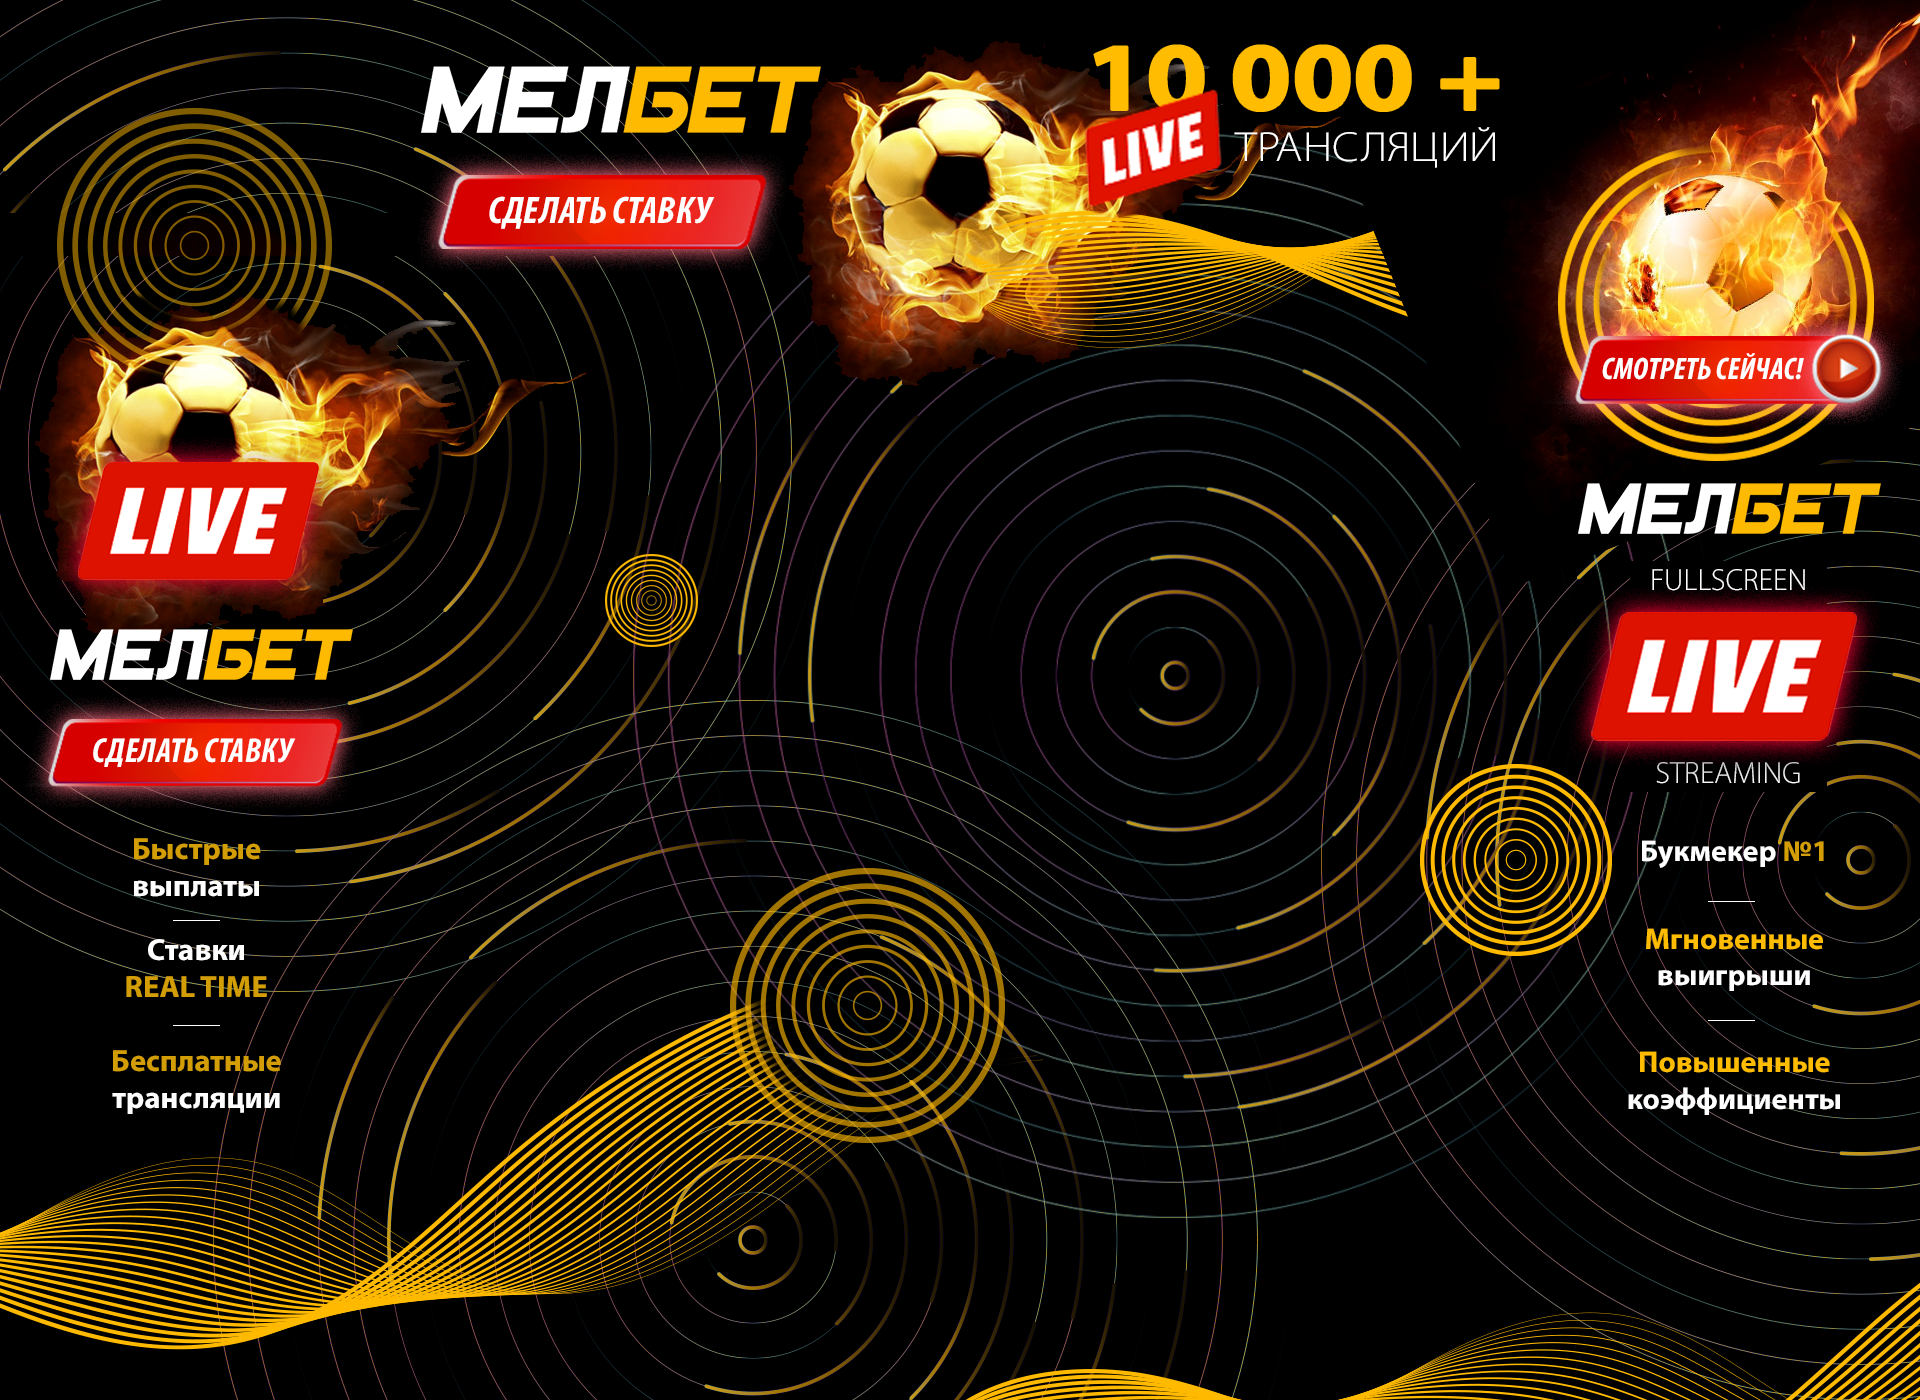 МЕЛБЕТ
СДЕЛАТЬ СТАВКУ
10 000 +
LIVE
ТРАНСЛЯЦИЙ
LIVE
МЕЛБЕТ
СДЕЛАТЬ СТАВКУ
Быстрые
выплаты
Ставки
REAL TIME
Бесплатные
трансляции
СМОТРЕТЬ СЕЙЧАС!
МЕЛБЕТ
FULLSCREEN
LIVE
STREAMING
Букмекер №1
Мгновенные
выигрыши
Повышенные
коэффициенты